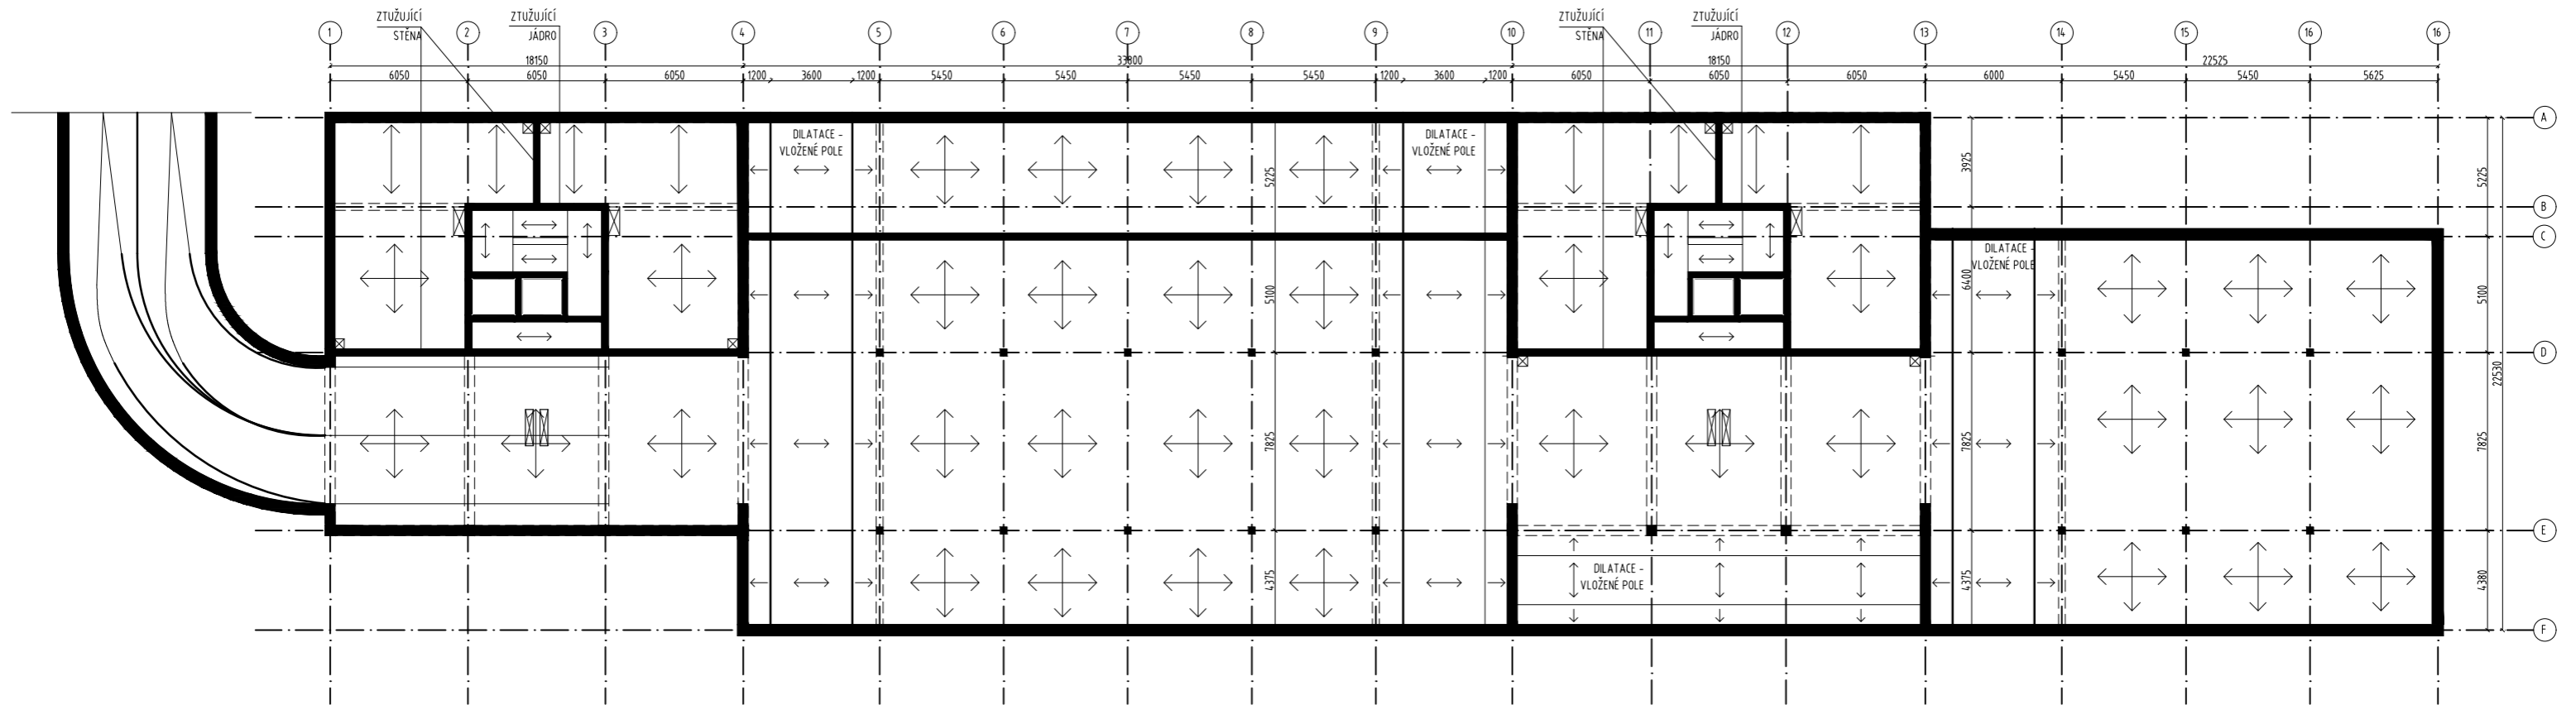 ZTUŽUJÍCÍ
STĚNA
ZTUŽUJÍCÍ
JÁDRO
ZTUŽUJÍCÍ
STĚNA
ZTUŽUJÍCÍ
JÁDRO
1 2 3 4 5 6 7 8 9 10 11 12 13 14 15 16 16
18150 33800 18150 22525
6050 6050 6050 1200 3600 1200 5450 5450 5450 5450 1200 3600 1200 6050 6050 6050 6000 5450 5450 5625
DILATACE -
VLOŽENÉ POLE
DILATACE -
VLOŽENÉ POLE
DILATACE -
VLOŽENÉ POLE
DILATACE -
VLOŽENÉ POLE
5225
5100
7825
4375
3925
6400
7825
4375
5225
5100
7825
4380
22530
A
B
C
D
E
F